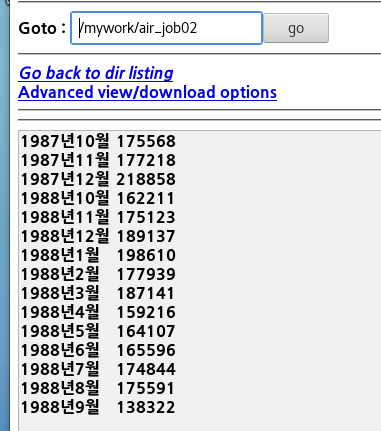 Goto : /mywork/air_job02 go
Go back to dir listing
Advanced view/download options
1987년10월 175568
1987년11월 177218
1987년12월 218858
1988년10월 162211
1988년11월 175123
1988년12월 189137
1988년1월 198610
1988년2월 177939
1988년3월 187141
1988년4월 159216
1988년5월 164107
1988년6월 165596
1988년7월 174844
1988년8월 175591
1988년9월 138322